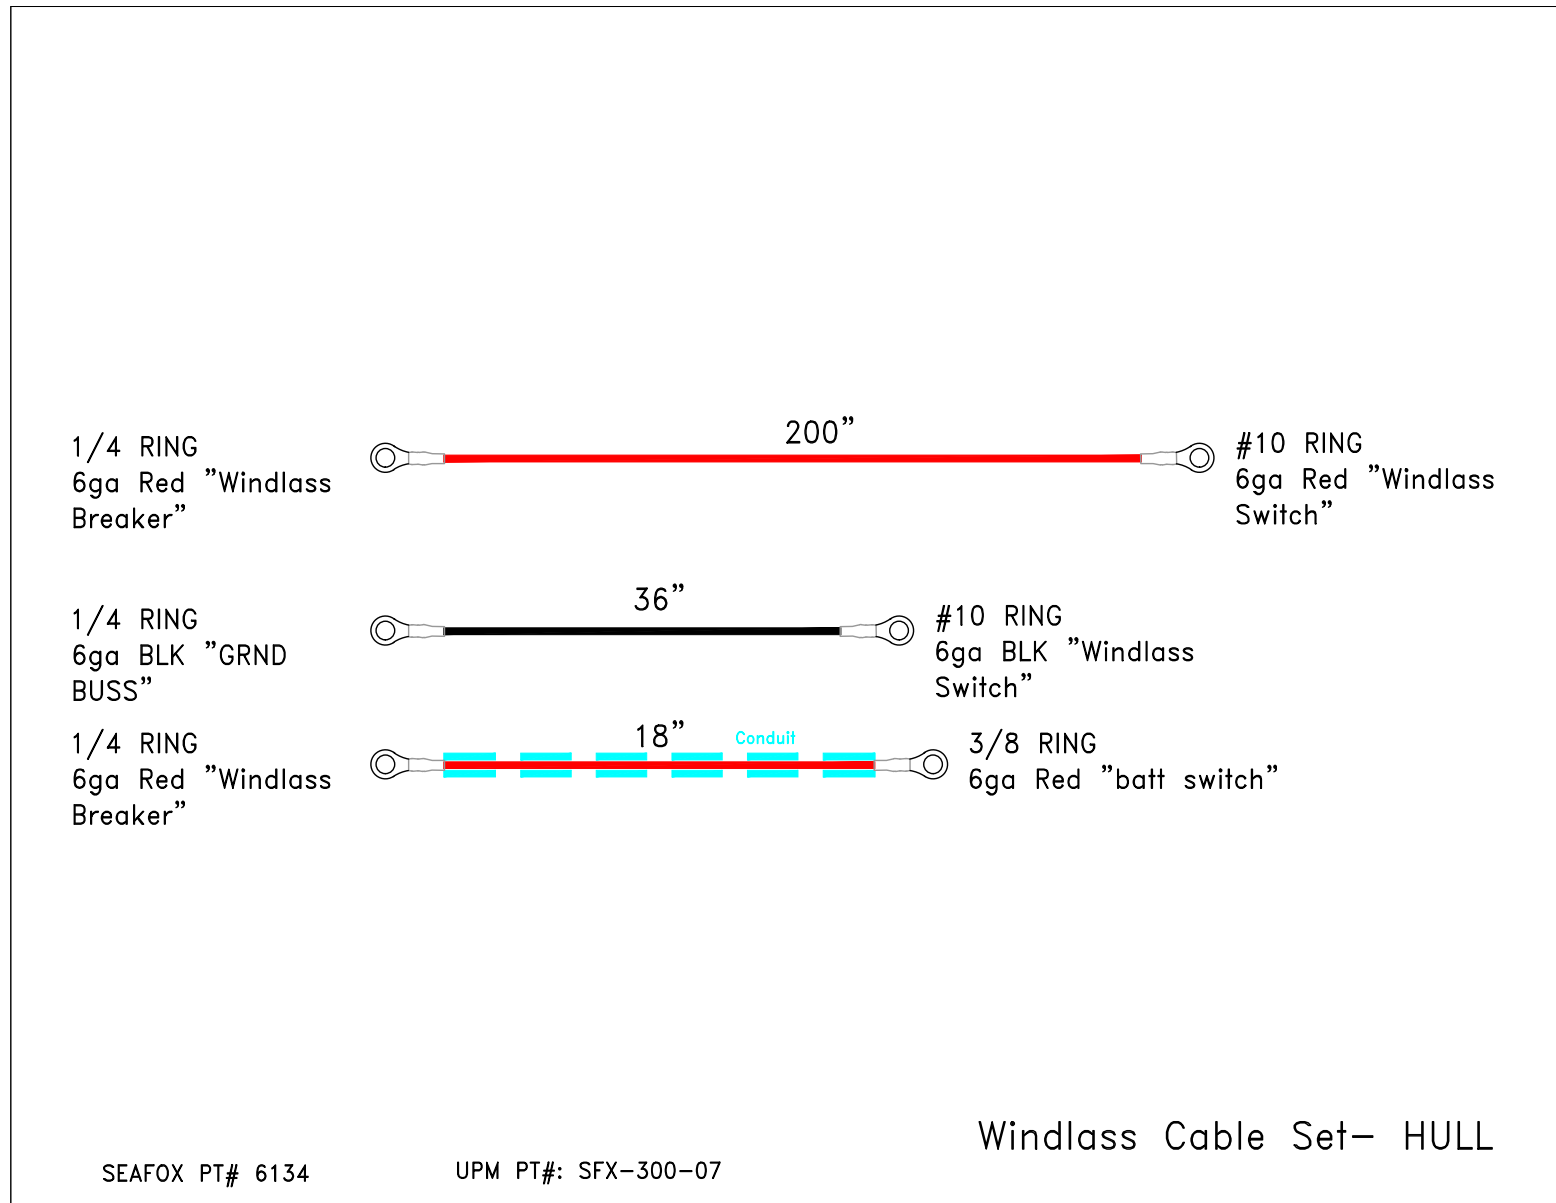 200”
1/4 RING
6ga Red ”Windlass
Breaker”
#10 RING
6ga Red ”Windlass
Switch”
36”
1/4 RING
6ga BLK ”GRND
BUSS”
#10 RING
6ga BLK ”Windlass
Switch”
18”
Conduit
1/4 RING
6ga Red ”Windlass
Breaker”
3/8 RING
6ga Red ”batt switch”
Windlass Cable Set– HULL
SEAFOX PT# 6134
UPM PT#: SFX–300–07